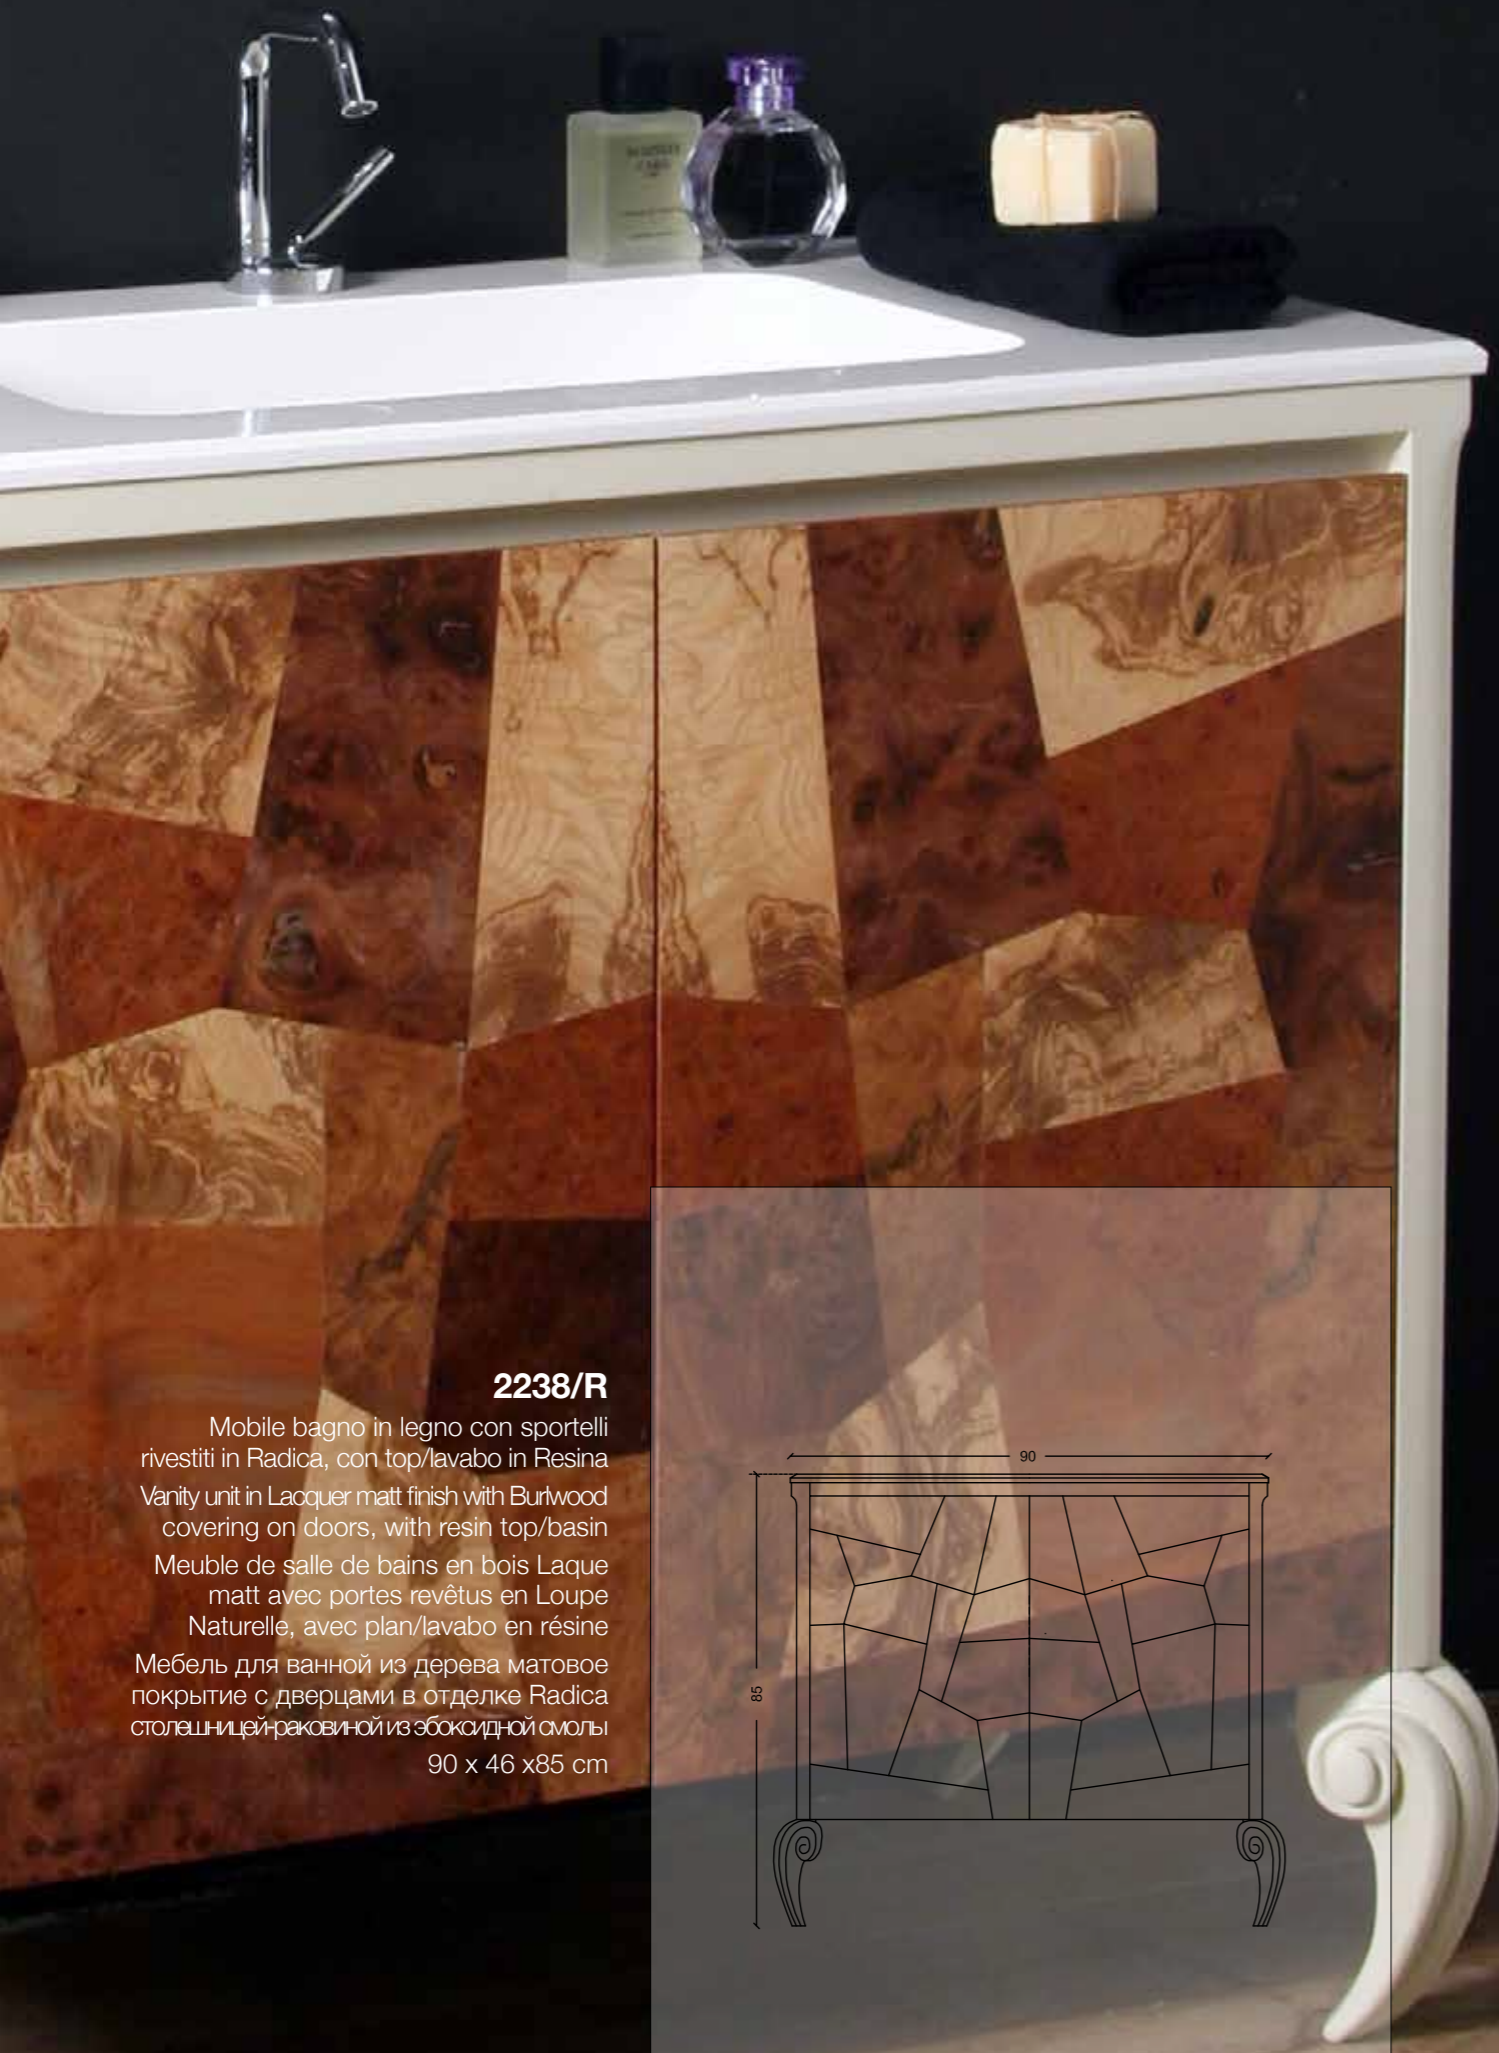 2238/R
Mobile bagno in legno con sportelli
rivestiti in Radica, con top/lavabo in Resina
Vanity unit in Lacquer matt finish with Burlwood
covering on doors, with resin top/basin
Meuble de salle de bains en bois Laque
matt avec portes revêtus en Loupe
Naturelle, avec plan/lavabo en résine
Мебель для ванной из дерева матовое
покрытие с дверцами в отделке Radica
столешницей-раковиной из эбоксидной смолы
90 x 46 x85 cm
90
85